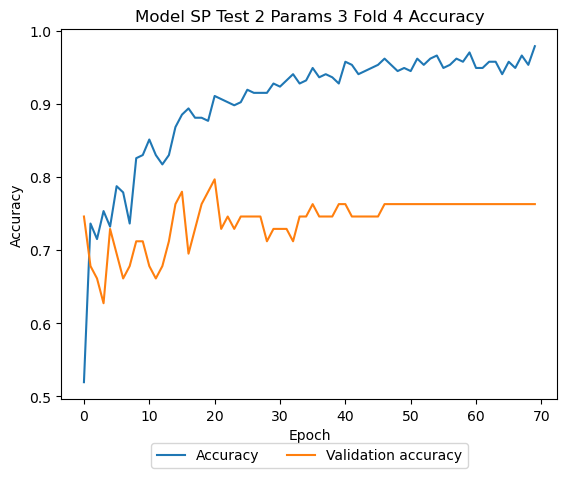 Model SP Test 2 Params 3 Fold 4 Accuracy
1.0
0.9
0.8
0.7
0.6
0.5
Accuracy
0 10 20 30 40 50 60 70
Epoch
Accuracy Validation accuracy